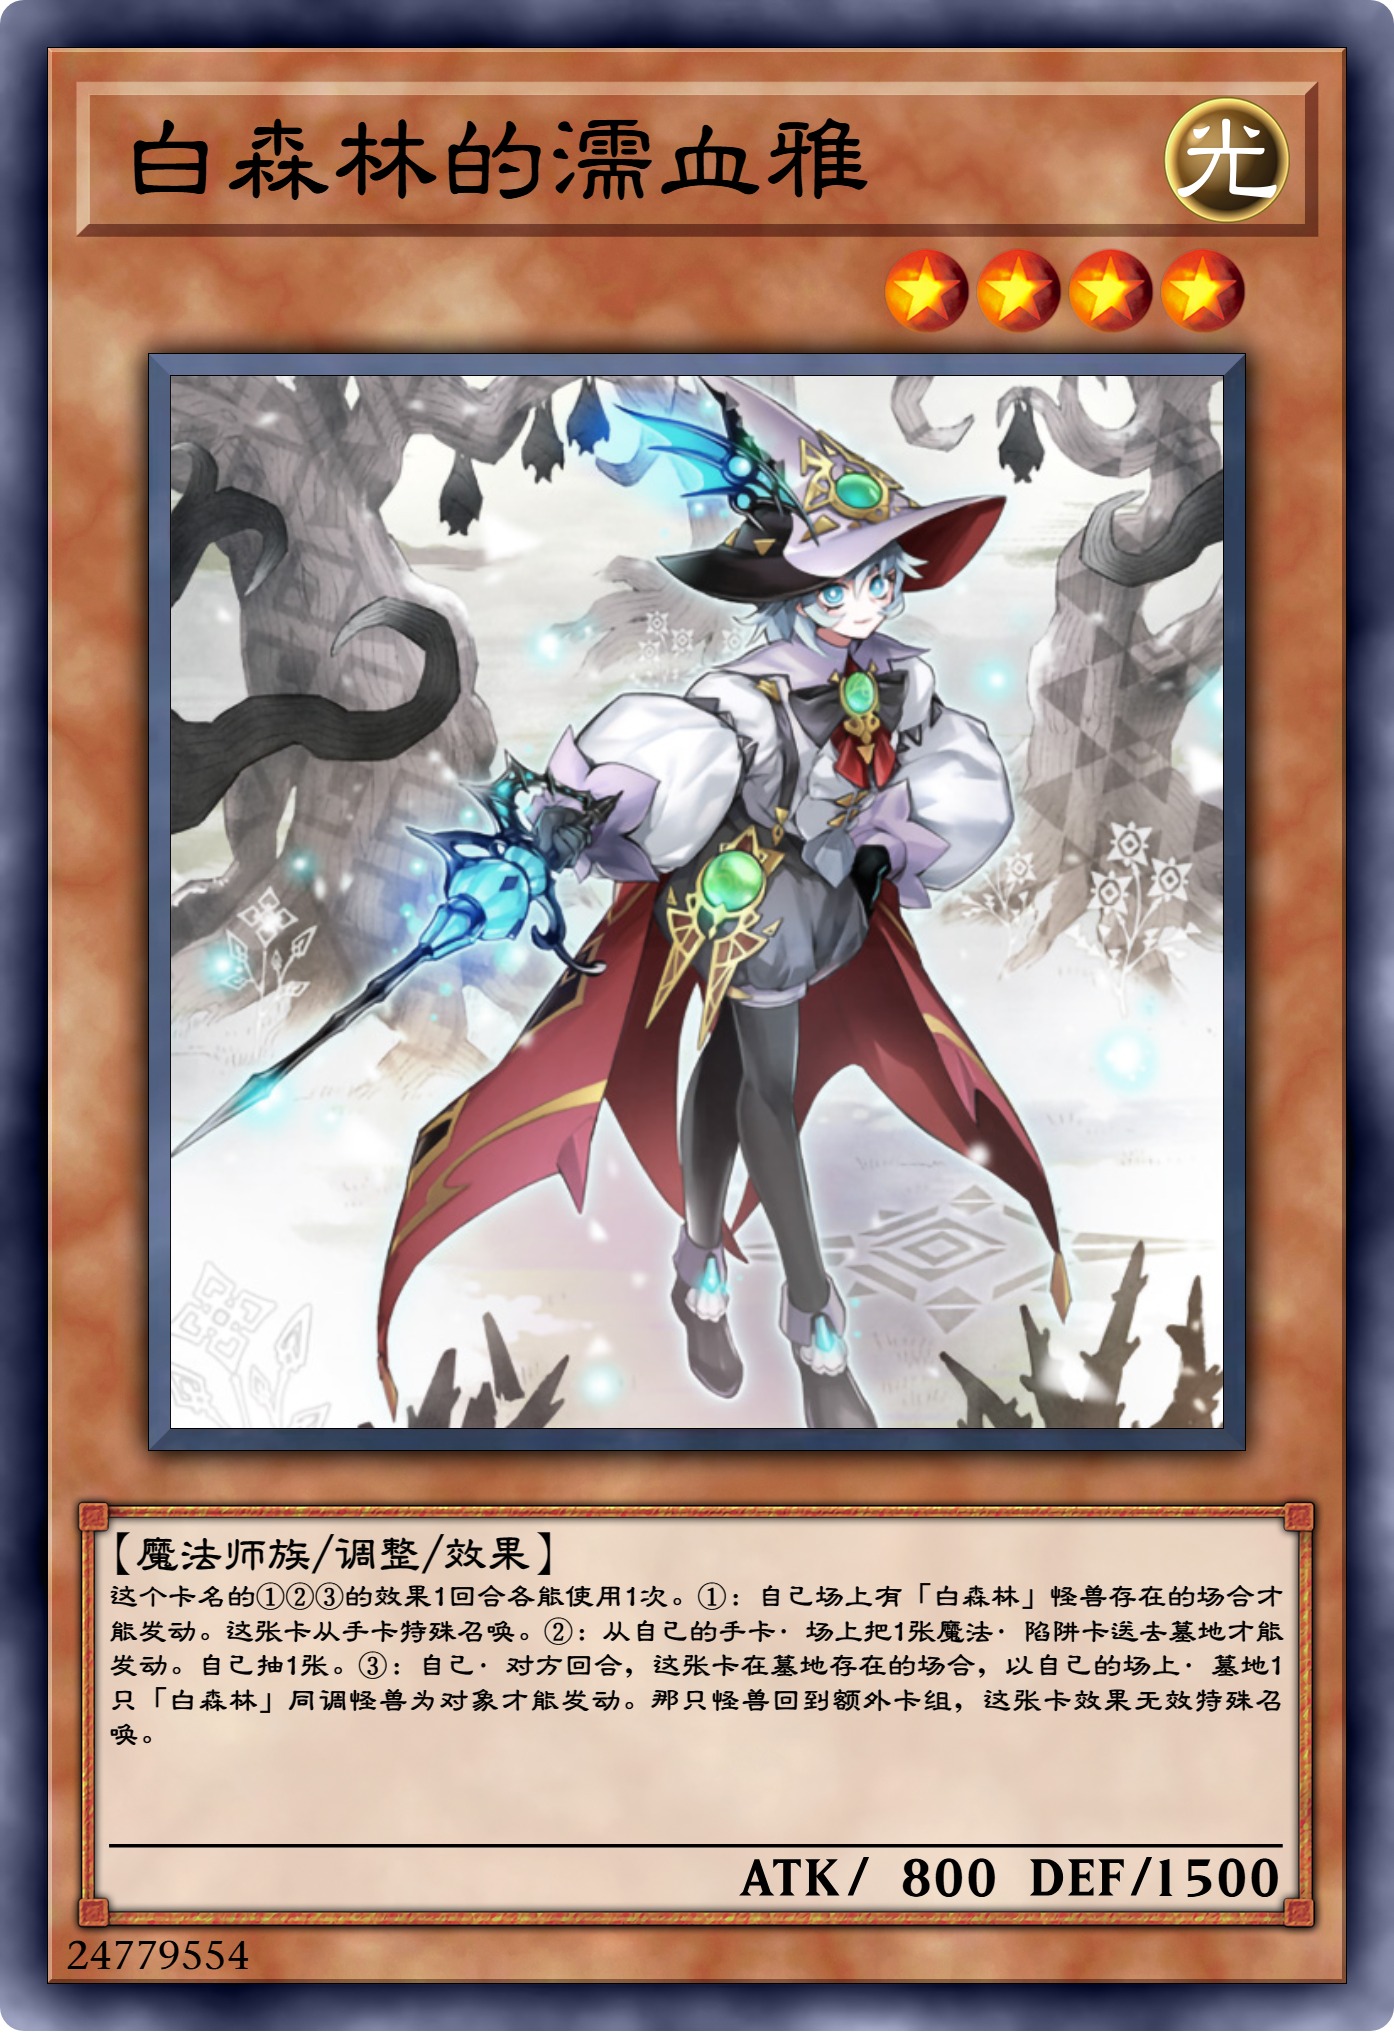 白森林的濡血雅
光
【魔法师族/调整/效果】
这个卡名的①②③的效果1回合各能使用1次。①：自己场上有「白森林」怪兽存在的场合才
能发动。这张卡从手卡特殊召唤。②：从自己的手卡·场上把1张魔法·陷阱卡送去墓地才能
发动。自己抽1张。③：自己·对方回合，这张卡在墓地存在的场合，以自己的场上·墓地1
只「白森林」同调怪兽为对象才能发动。那只怪兽回到额外卡组，这张卡效果无效特殊召
唤。
ATK/ 800 DEF/1500
24779554